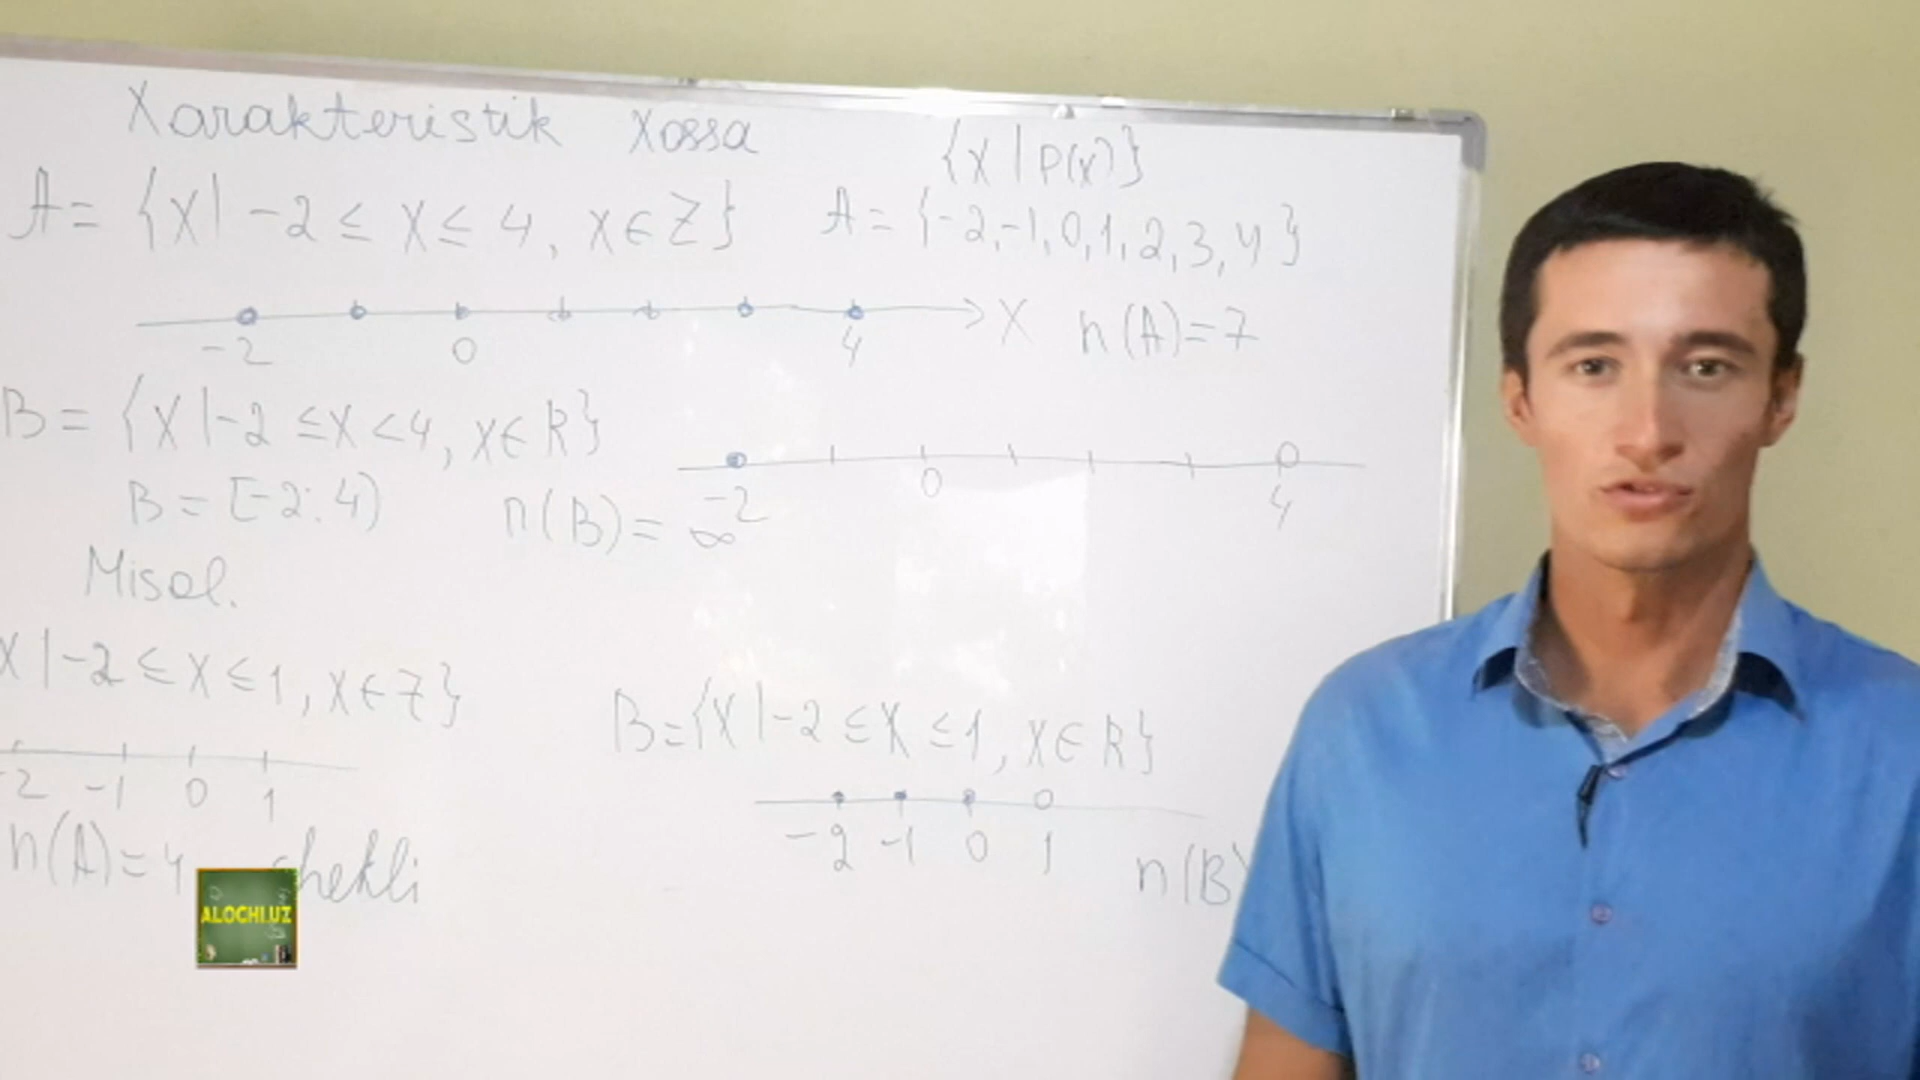 Xarakteristik xossa {x | P(x)}
A = {x | -2 ≤ x ≤ 4, x ∈ Z} A = {-2, -1, 0, 1, 2, 3, 4}
-2 0 4 X n(A) = 7
B = {x | -2 ≤ x < 4, x ∈ R}
-2 0 4
B = [-2; 4) n(B) = ∞
Misol.
x | -2 ≤ x ≤ 1, x ∈ Z} B = {x | -2 ≤ x ≤ 1, x ∈ R}
-2 -1 0 1 -2 -1 0 1
n(A) = 4 chekli n(B)
ALOCHI.UZ